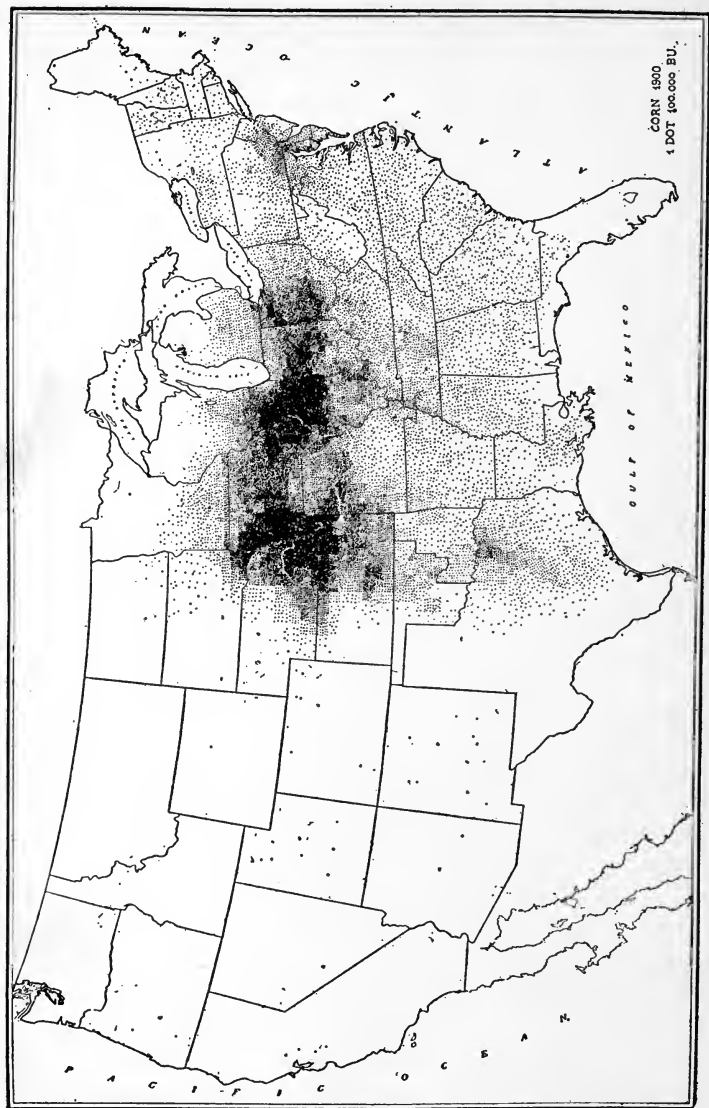 CORN 1900
1 DOT 100.000 BU.
ATLANTIC OCEAN
GULF OF MEXICO
PACIFIC OCEAN